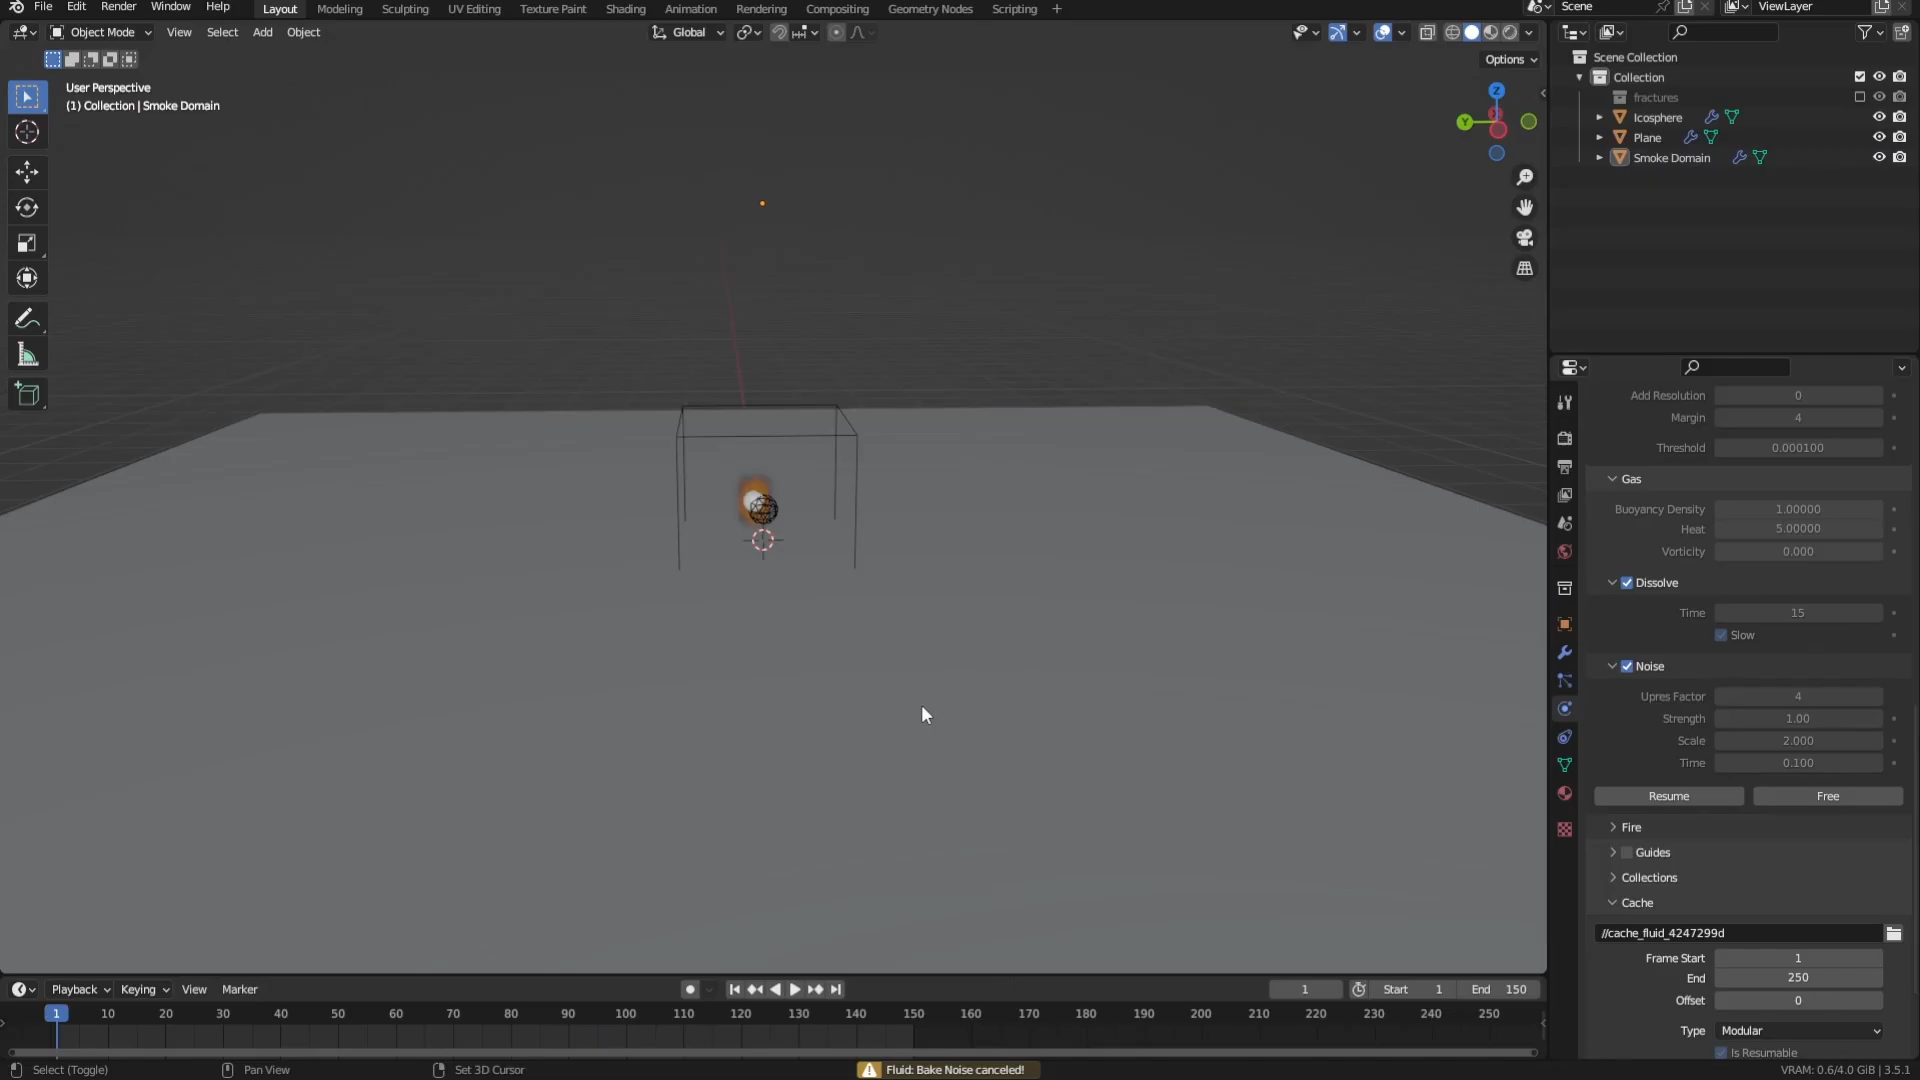 File Edit Render Window Help Layout Modeling Sculpting UV Editing Texture Paint Shading Animation Rendering Compositing Geometry Nodes Scripting + Scene ViewLayer
Object Mode View Select Add Object Global
Options
User Perspective
(1) Collection | Smoke Domain
Z
Y
Scene Collection
Collection
fractures
Icosphere
Plane
Smoke Domain
Add Resolution 0
Margin 4
Threshold 0.000100
Gas
Buoyancy Density 1.00000
Heat 5.00000
Vorticity 0.000
Dissolve
Time 15
Slow
Noise
Upres Factor 4
Strength 1.00
Scale 2.000
Time 0.100
Resume Free
Fire
Guides
Collections
Cache
//cache_fluid_4247299d
Frame Start 1
End 250
Offset 0
Type Modular
Is Resumable
Playback Keying View Marker 1 Start 1 End 150
1 10 20 30 40 50 60 70 80 90 100 110 120 130 140 150 160 170 180 190 200 210 220 230 240 250
Select (Toggle) Pan View Set 3D Cursor Fluid: Bake Noise canceled! VRAM: 0.6/4.0 GiB | 3.5.1